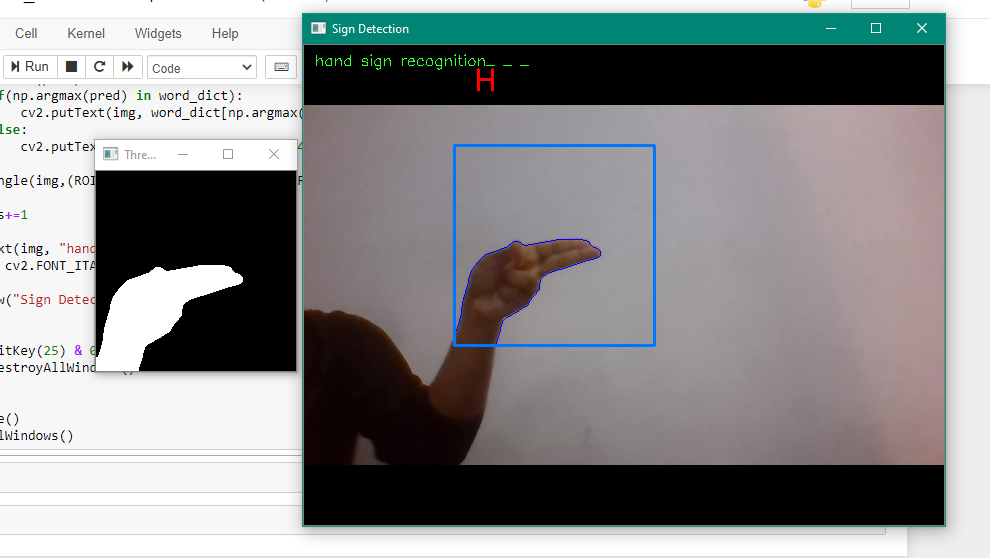 Cell Kernel Widgets Help
Run Code
f(np.argmax(pred) in word_dict):
cv2.putText(img, word_dict[np.argmax(
lse:
cv2.putTex
ngle(img,(ROI
s+=1
xt(img, "hand
cv2.FONT_ITA
w("Sign Detec
itKey(25) & 0
estroyAllWindows()
e()
lWindows()
Thre...
Sign Detection
hand sign recognition_ _ _
H